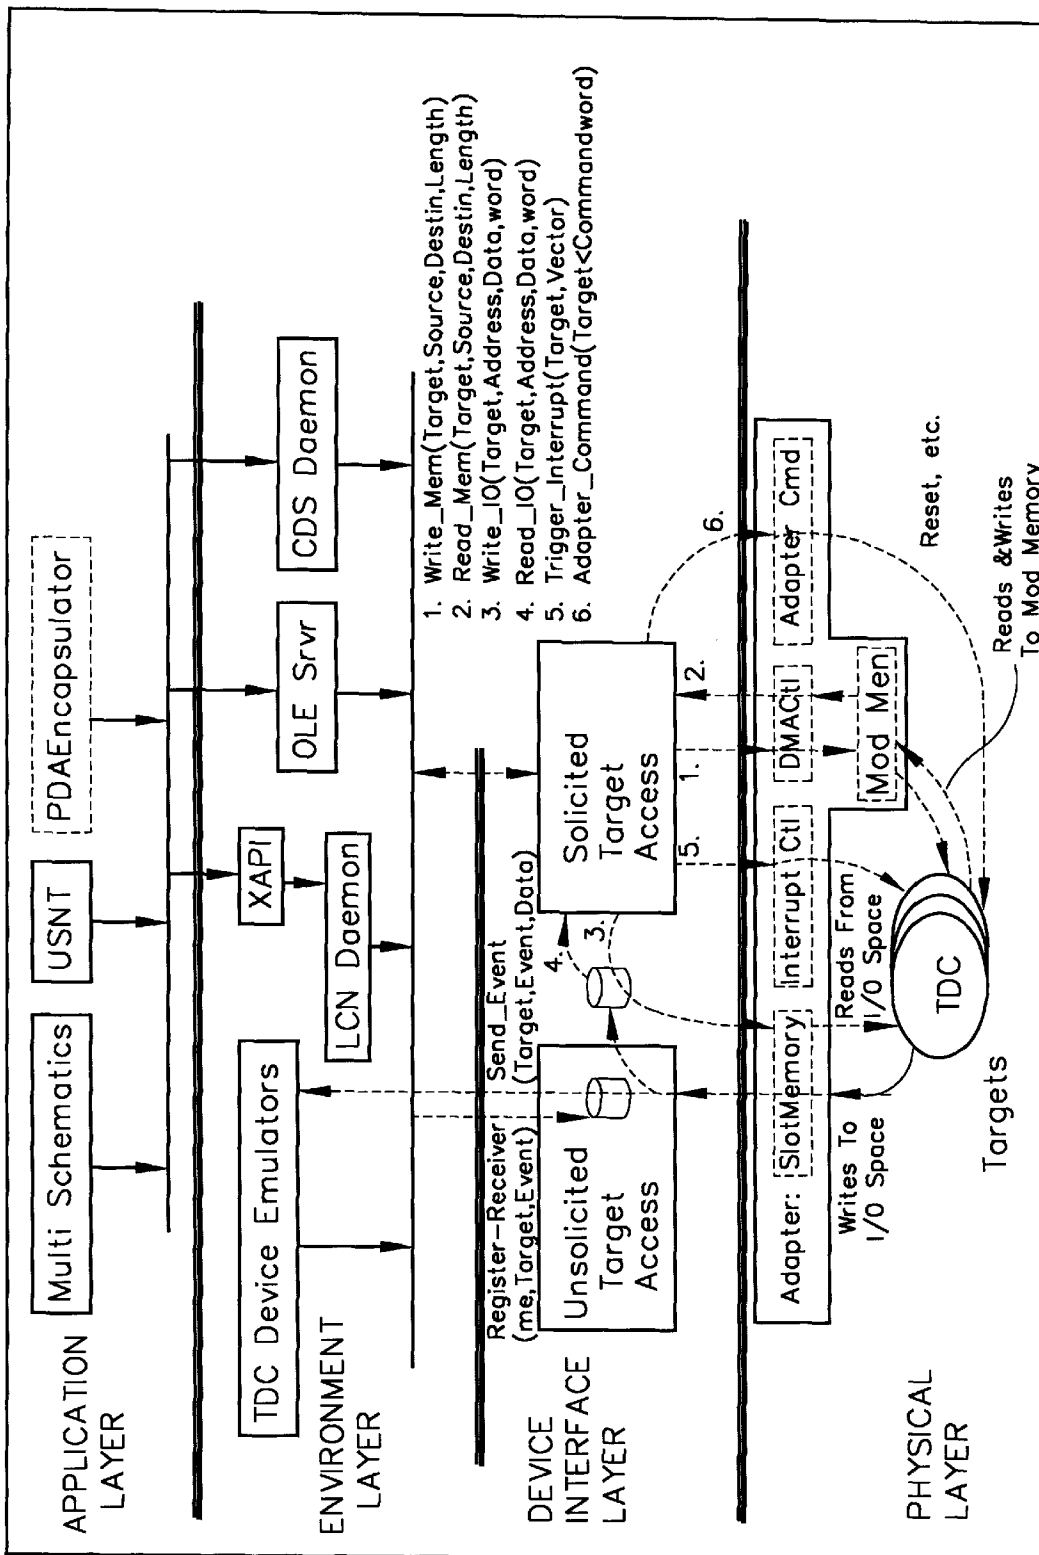 APPLICATION
LAYER
Multi Schematics
USNT
PDAEncapsulator
ENVIRONMENT
LAYER
TDC Device Emulators
XAPI
LCN Daemon
OLE Srvr
CDS Daemon
1. Write_Mem(Target,Source,Destin,Length)
2. Read_Mem(Target,Source,Destin,Length)
3. Write_IO(Target,Address,Data,word)
4. Read_IO(Target,Address,Data,word)
5. Trigger_Interrupt(Target,Vector)
6. Adapter_Command(Target<Commandword)
DEVICE
INTERFACE
LAYER
Register-Receiver
(me,Target,Event)
Send_Event
(Target,Event,Data)
Unsolicited
Target
Access
Solicited
Target
Access
4.
3.
5.
1.
2.
6.
PHYSICAL
LAYER
Adapter:
SlotMemory
Interrupt Ctl
DMACtl
Adapter Cmd
Mod Men
Writes To
I/O Space
Reads From
I/O Space
TDC
Targets
Reset, etc.
Reads &Writes
To Mod Memory